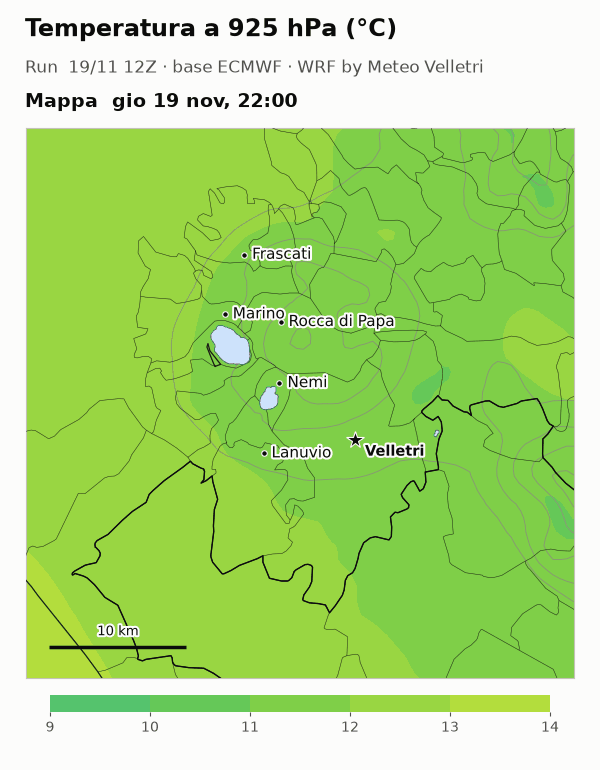 Temperatura a 925 hPa (°C)
Run  19/11 12Z · base ECMWF · WRF by Meteo Velletri
Mappa  gio 19 nov, 22:00
Frascati
Marino
Rocca di Papa
Nemi
Velletri
Lanuvio
10 km
9 10 11 12 13 14